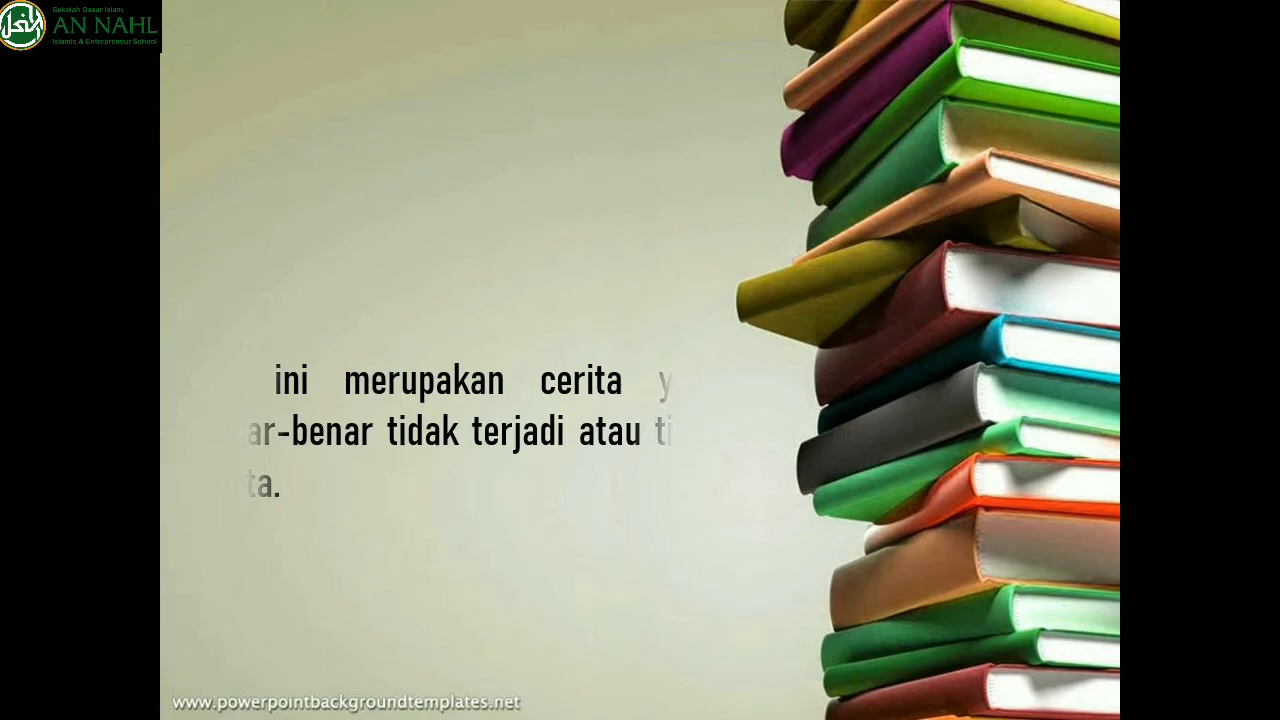 Sekolah Dasar Islam
AN NAHL
Islamic & Entrepreneur School
ini merupakan cerita
ar-benar tidak terjadi atau
ta.
www.powerpointbackgroundtemplates.net